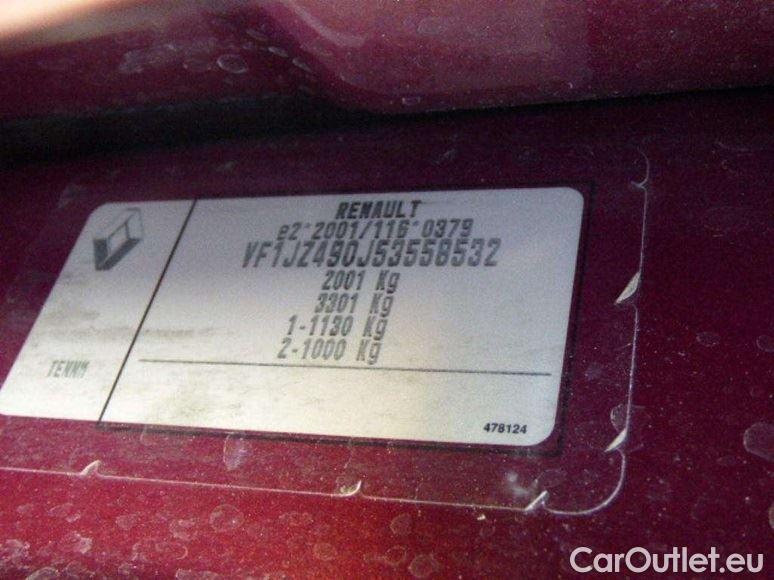 RENAULT
e2*2001/116*0379
VF1JZ490J53558532
2001 Kg
3301 Kg
1-1130 Kg
2-1000 Kg
TENNM
478124
CarOutlet.eu